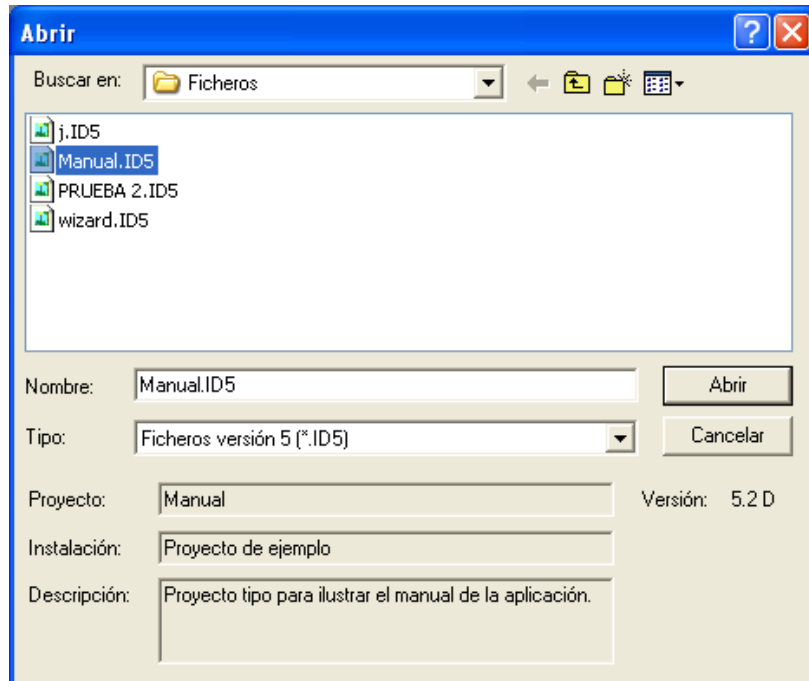 Abrir
Buscar en: Ficheros
j.ID5
Manual.ID5
PRUEBA 2.ID5
wizard.ID5
Nombre: Manual.ID5 Abrir
Tipo: Ficheros versión 5 (*.ID5) Cancelar
Proyecto: Manual Versión: 5.2 D
Instalación: Proyecto de ejemplo
Descripción: Proyecto tipo para ilustrar el manual de la aplicación.